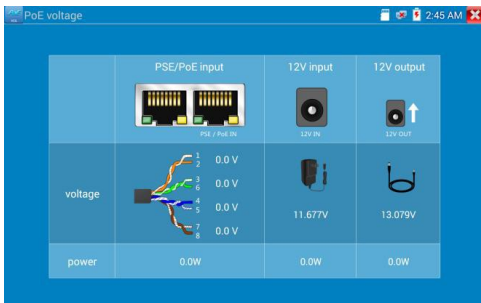 PoE voltage
2:45 AM
PSE/PoE input 12V input 12V output
PSE / PoE IN 12V IN 12V OUT
voltage
1
2
0.0 V
3
6
0.0 V
4
5
0.0 V
7
8
0.0 V
11.677V
13.079V
power 0.0W 0.0W 0.0W